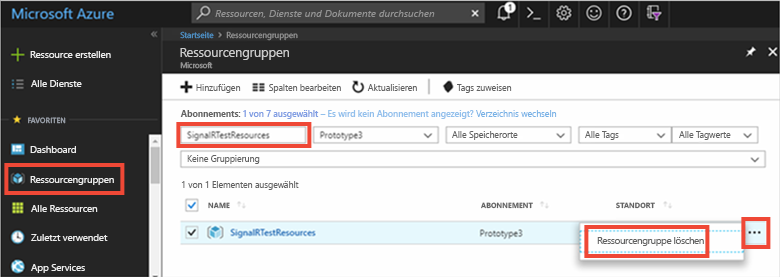 Microsoft Azure
Ressourcen, Dienste und Dokumente durchsuchen
1
Startseite > Ressourcengruppen
Ressourcengruppen
Microsoft
Ressource erstellen
Alle Dienste
FAVORITEN
Dashboard
Ressourcengruppen
Alle Ressourcen
Zuletzt verwendet
App Services
Hinzufügen Spalten bearbeiten Aktualisieren Tags zuweisen
Abonnements: 1 von 7 ausgewählt – Es wird kein Abonnement angezeigt? Verzeichnis wechseln
SignalRTestResources Prototype3 Alle Speicherorte Alle Tags Alle Tagwerte
Keine Gruppierung
1 von 1 Elementen ausgewählt
NAME ABONNEMENT STANDORT
SignalRTestResources Prototype3
Ressourcengruppe löschen